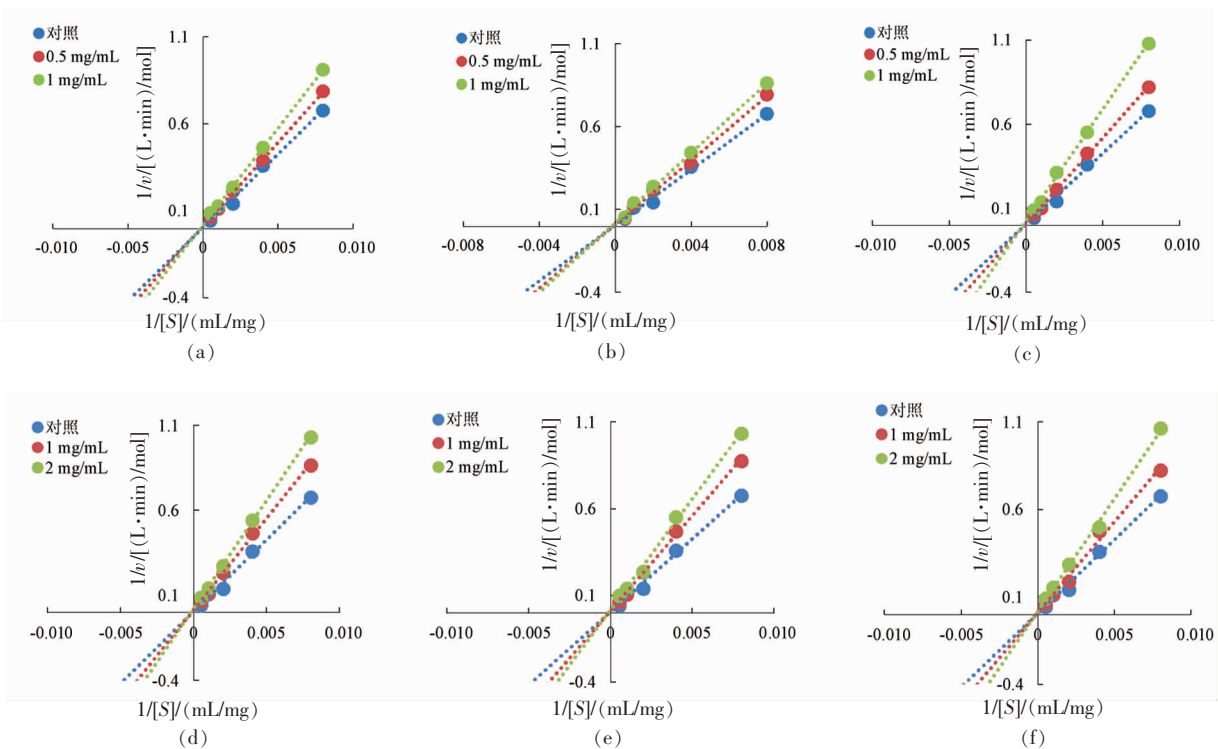 对照
0.5 mg/mL
1 mg/mL
1/v/[(L·min)/mol]
1.1
0.6
0.1
-0.4
-0.010
-0.005
0
0.005
0.010
1/[S]/(mL/mg)
(a)
对照
0.5 mg/mL
1 mg/mL
1/v/[(L·min)/mol]
1.1
0.6
0.1
-0.4
-0.008
-0.004
0
0.004
0.008
1/[S]/(mL/mg)
(b)
对照
0.5 mg/mL
1 mg/mL
1/v/[(L·min)/mol]
1.1
0.6
0.1
-0.4
-0.010
-0.005
0
0.005
0.010
1/[S]/(mL/mg)
(c)
对照
1 mg/mL
2 mg/mL
1/v/[(L·min)/mol]
1.1
0.6
0.1
-0.4
-0.010
-0.005
0
0.005
0.010
1/[S]/(mL/mg)
(d)
对照
1 mg/mL
2 mg/mL
1/v/[(L·min)/mol]
1.1
0.6
0.1
-0.4
-0.010
-0.005
0
0.005
0.010
1/[S]/(mL/mg)
(e)
对照
1 mg/mL
2 mg/mL
1/v/[(L·min)/mol]
1.1
0.6
0.1
-0.4
-0.010
-0.005
0
0.005
0.010
1/[S]/(mL/mg)
(f)